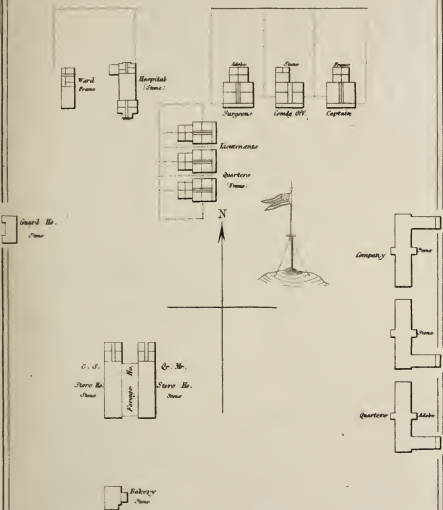 Adobe
Stone
Frame
Ward
Frame
Hospital
(Stone)
Surgeons
Comdg. Off.
Captain
Lieutenants
Quarters
Frame
N
Guard Ho.
Stone
Company
Stone
Stone
C. S.
Store Ho.
Stone
Forage Ho.
Qr. Mr.
Store Ho.
Stone
Quarters
Adobe
Bakery
Stone